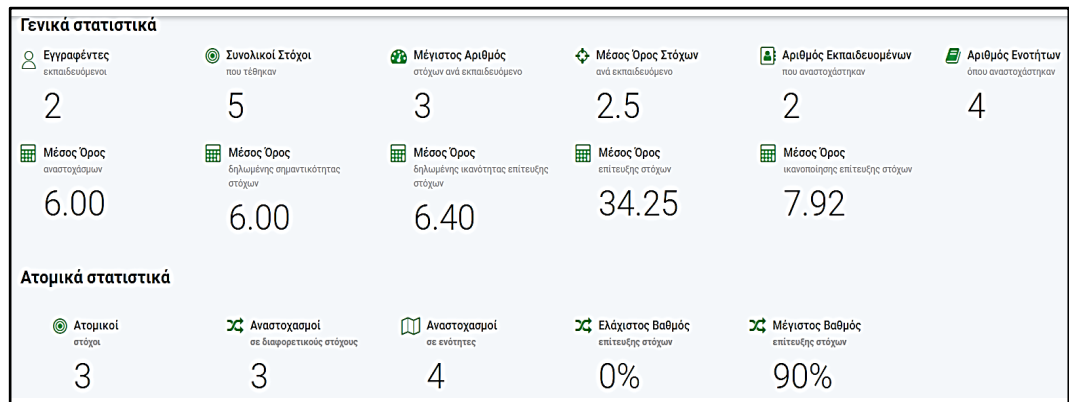 Γενικά στατιστικά
Εγγραφέντες
εκπαιδευόμενοι
2
Συνολικοί Στόχοι
που τέθηκαν
5
Μέγιστος Αριθμός
στόχων ανά εκπαιδευόμενο
3
Μέσος Όρος Στόχων
ανά εκπαιδευόμενο
2.5
Αριθμός Εκπαιδευομένων
που αναστοχάστηκαν
2
Αριθμός Ενοτήτων
όπου αναστοχάστηκαν
4
Μέσος Όρος
αναστοχάσμων
6.00
Μέσος Όρος
δηλωμένης σημαντικότητας
στόχων
6.00
Μέσος Όρος
δηλωμένης ικανότητας επίτευξης
στόχων
6.40
Μέσος Όρος
επίτευξης στόχων
34.25
Μέσος Όρος
ικανοποίησης επίτευξης στόχων
7.92
Ατομικά στατιστικά
Ατομικοί
στόχοι
3
Αναστοχασμοί
σε διαφορετικούς στόχους
3
Αναστοχασμοί
σε ενότητες
4
Ελάχιστος Βαθμός
επίτευξης στόχων
0%
Μέγιστος Βαθμός
επίτευξης στόχων
90%